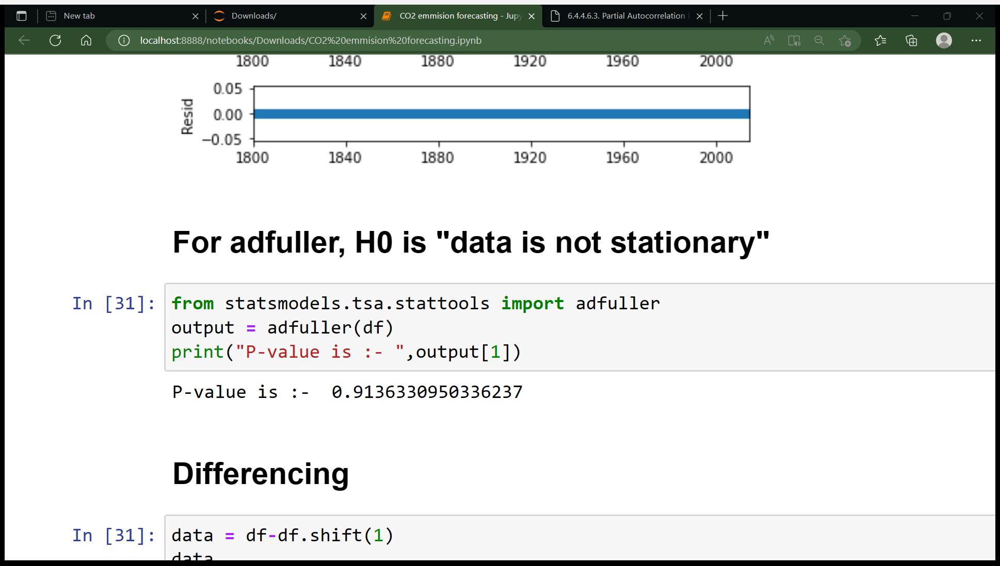 New tab
Downloads/
CO2 emmision forecasting - Jupy
6.4.4.6.3. Partial Autocorrelation
localhost:8888/notebooks/Downloads/CO2%20emmision%20forecasting.ipynb
1800 1840 1880 1920 1960 2000
0.05
Resid
0.00
−0.05
1800 1840 1880 1920 1960 2000
For adfuller, H0 is "data is not stationary"
In [31]: from statsmodels.tsa.stattools import adfuller
output = adfuller(df)
print("P-value is :- ",output[1])
P-value is :-  0.9136330950336237
Differencing
In [31]: data = df-df.shift(1)
data